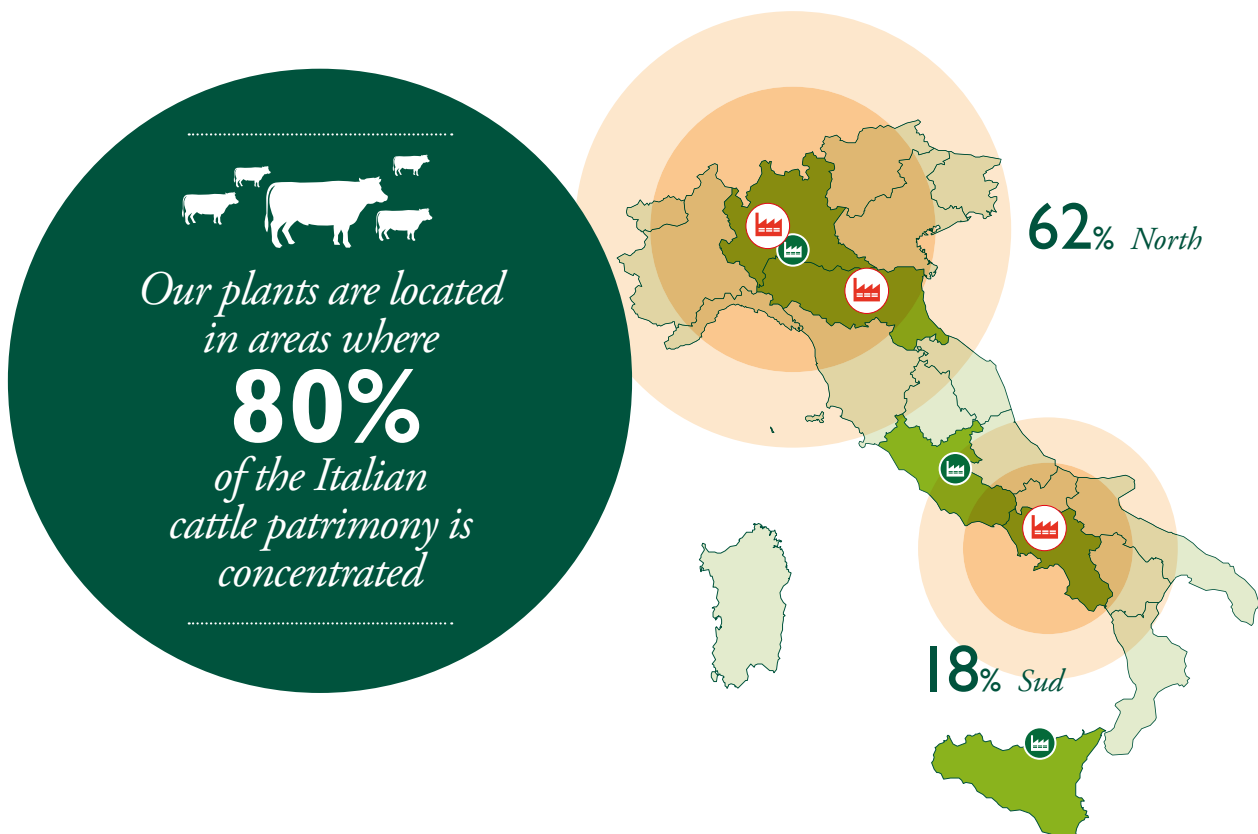 Our plants are located
in areas where
80%
of the Italian
cattle patrimony is
concentrated
62% North
18% Sud